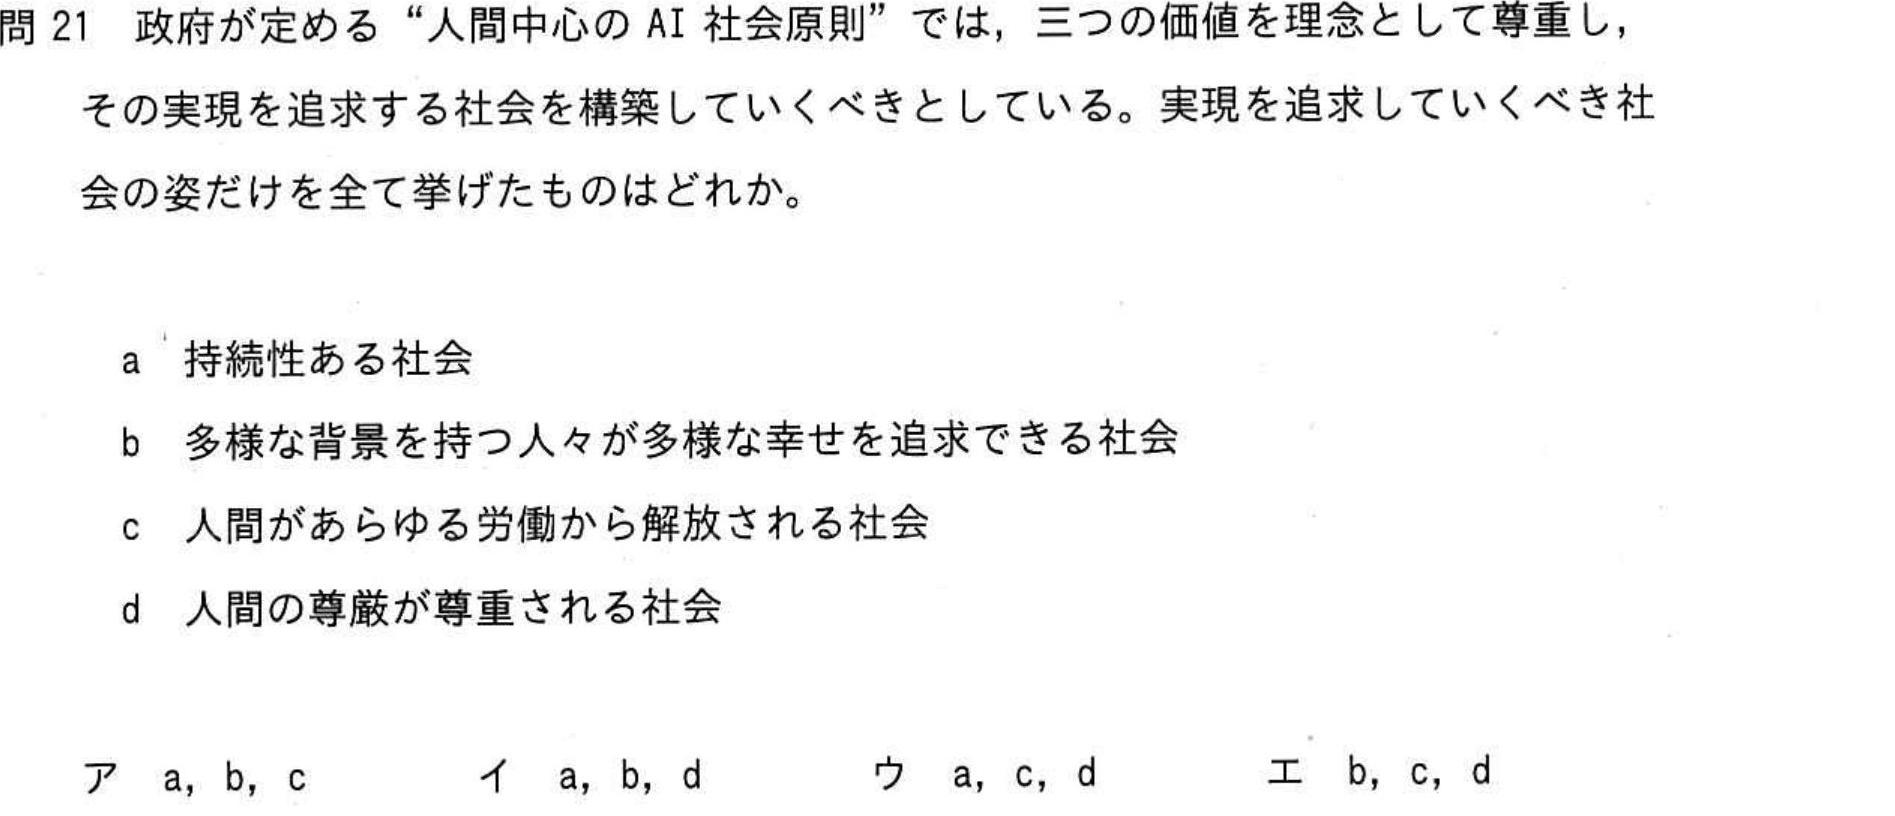 問21 政府が定める“人間中心の AI 社会原則”では，三つの価値を理念として尊重し，
その実現を追求する社会を構築していくべきとしている。実現を追求していくべき社
会の姿だけを全て挙げたものはどれか。
a 持続性ある社会
b 多様な背景を持つ人々が多様な幸せを追求できる社会
c 人間があらゆる労働から解放される社会
d 人間の尊厳が尊重される社会
ア a, b, c イ a, b, d ウ a, c, d エ b, c, d